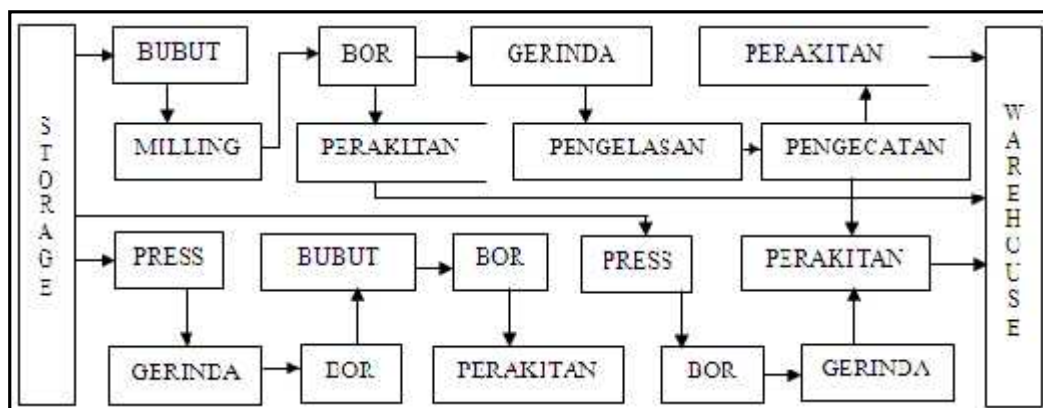 STORAGE
BUBUT
BOR
GERINDA
PERAKITAN
MILLING
PERAKITAN
PENGELASAN
PENGECATAN
PRESS
BUBUT
BOR
PRESS
PERAKITAN
GERINDA
BOR
PERAKITAN
BOR
GERINDA
WAREHOUSE